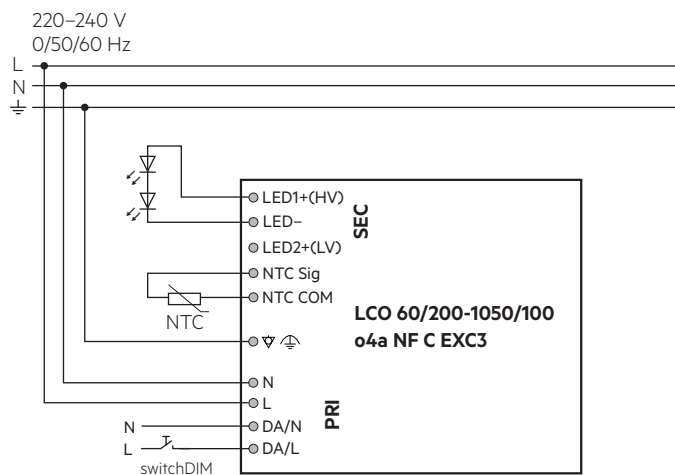 220–240 V
0/50/60 Hz
L
N
LED1+(HV)
LED–
LED2+(LV)
SEC
NTC Sig
NTC COM
NTC
LCO 60/200-1050/100
o4a NF C EXC3
N
L
PRI
N
DA/N
L
DA/L
switchDIM